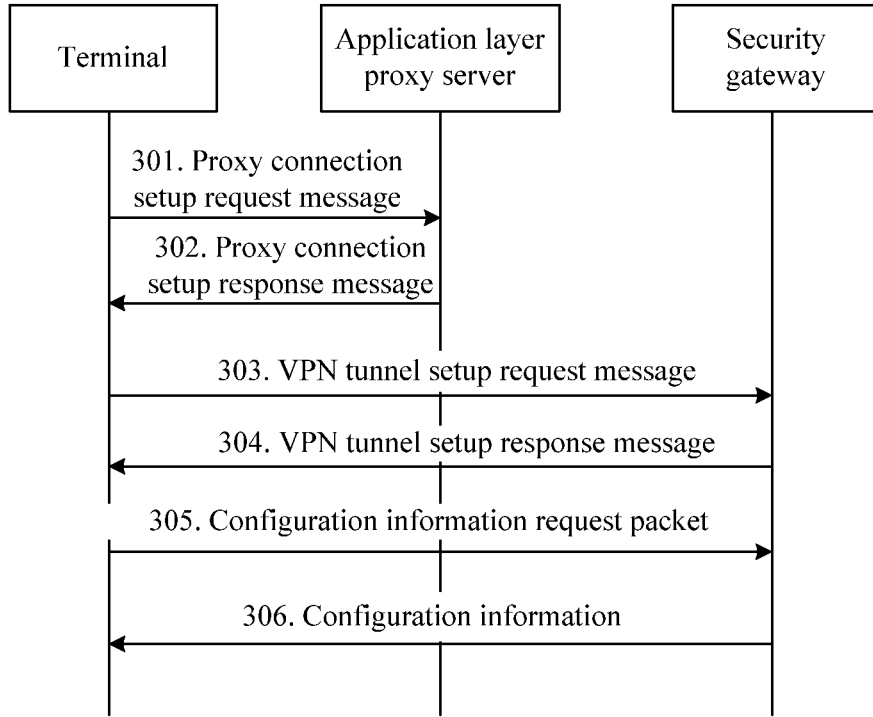 Terminal
Application layer
proxy server
Security
gateway
301. Proxy connection
setup request message
302. Proxy connection
setup response message
303. VPN tunnel setup request message
304. VPN tunnel setup response message
305. Configuration information request packet
306. Configuration information